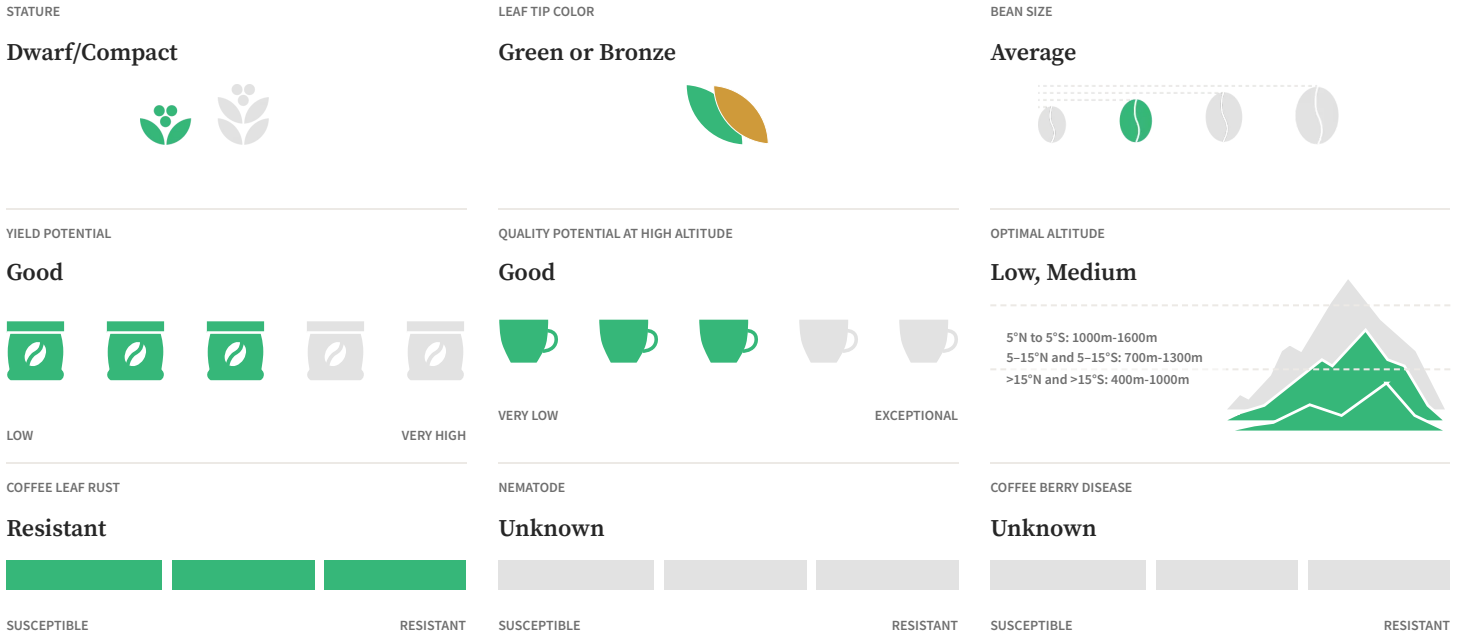 STATURE
Dwarf/Compact
LEAF TIP COLOR
Green or Bronze
BEAN SIZE
Average
YIELD POTENTIAL
Good
LOW
VERY HIGH
QUALITY POTENTIAL AT HIGH ALTITUDE
Good
VERY LOW
EXCEPTIONAL
OPTIMAL ALTITUDE
Low, Medium
5°N to 5°S: 1000m-1600m
5–15°N and 5–15°S: 700m-1300m
>15°N and >15°S: 400m-1000m
COFFEE LEAF RUST
Resistant
SUSCEPTIBLE
RESISTANT
NEMATODE
Unknown
SUSCEPTIBLE
RESISTANT
COFFEE BERRY DISEASE
Unknown
SUSCEPTIBLE
RESISTANT